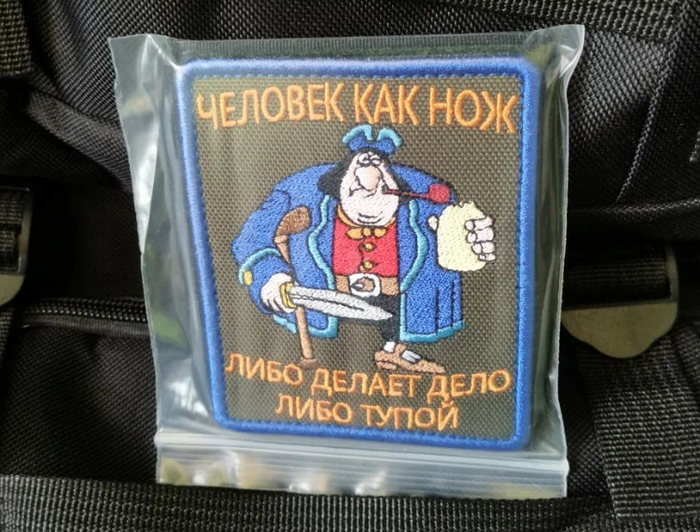 ЧЕЛОВЕК КАК НОЖ
ЛИБО ДЕЛАЕТ ДЕЛО
ЛИБО ТУПОЙ